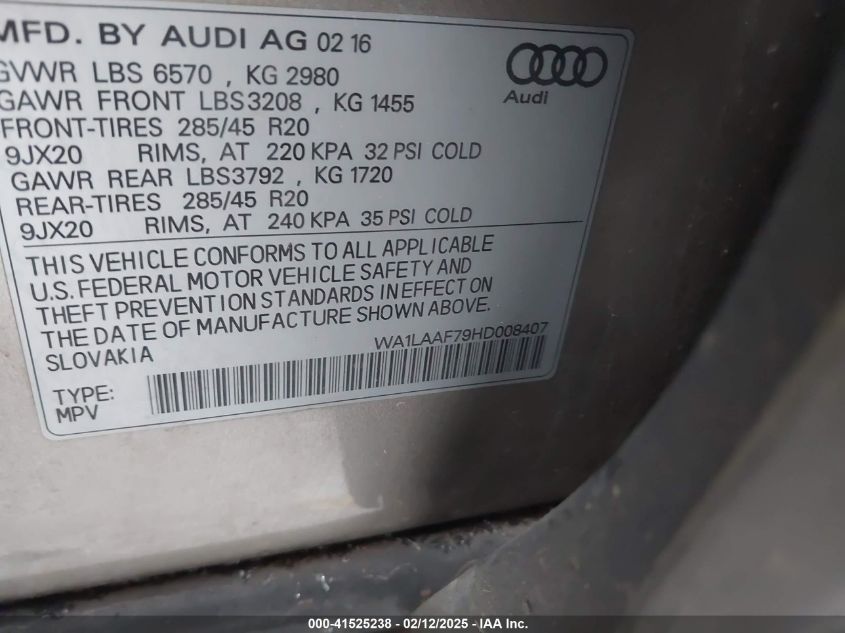 MFD. BY AUDI AG 02 16
GVWR LBS 6570 , KG 2980
GAWR FRONT LBS3208 , KG 1455
FRONT-TIRES 285/45 R20
9JX20 RIMS, AT 220 KPA 32 PSI COLD
GAWR REAR LBS3792 , KG 1720
REAR-TIRES 285/45 R20
9JX20 RIMS, AT 240 KPA 35 PSI COLD
Audi
THIS VEHICLE CONFORMS TO ALL APPLICABLE
U.S. FEDERAL MOTOR VEHICLE SAFETY AND
THEFT PREVENTION STANDARDS IN EFFECT ON
THE DATE OF MANUFACTURE SHOWN ABOVE.
SLOVAKIA WA1LAAF79HD008407
TYPE:
MPV
000-41525238 - 02/12/2025 - IAA Inc.